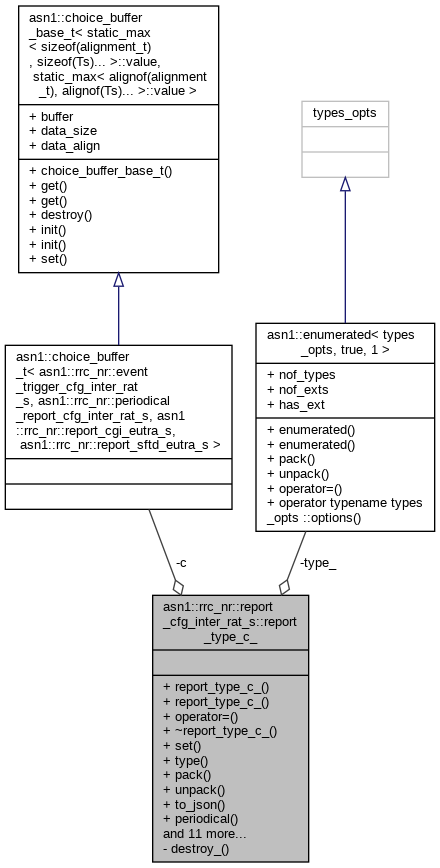 asn1::choice_buffer
_base_t< static_max
< sizeof(alignment_t)
, sizeof(Ts)... >::value,
static_max< alignof(alignment
_t), alignof(Ts)... >::value >
+ buffer
+ data_size
+ data_align
+ choice_buffer_base_t()
+ get()
+ get()
+ destroy()
+ init()
+ init()
+ set()
types_opts
asn1::choice_buffer
_t< asn1::rrc_nr::event
_trigger_cfg_inter_rat
_s, asn1::rrc_nr::periodical
_report_cfg_inter_rat_s, asn1
::rrc_nr::report_cgi_eutra_s,
asn1::rrc_nr::report_sftd_eutra_s >
asn1::enumerated< types
_opts, true, 1 >
+ nof_types
+ nof_exts
+ has_ext
+ enumerated()
+ enumerated()
+ pack()
+ unpack()
+ operator=()
+ operator typename types
_opts ::options()
-c
-type_
asn1::rrc_nr::report
_cfg_inter_rat_s::report
_type_c_
+ report_type_c_()
+ report_type_c_()
+ operator=()
+ ~report_type_c_()
+ set()
+ type()
+ pack()
+ unpack()
+ to_json()
+ periodical()
and 11 more...
- destroy_()